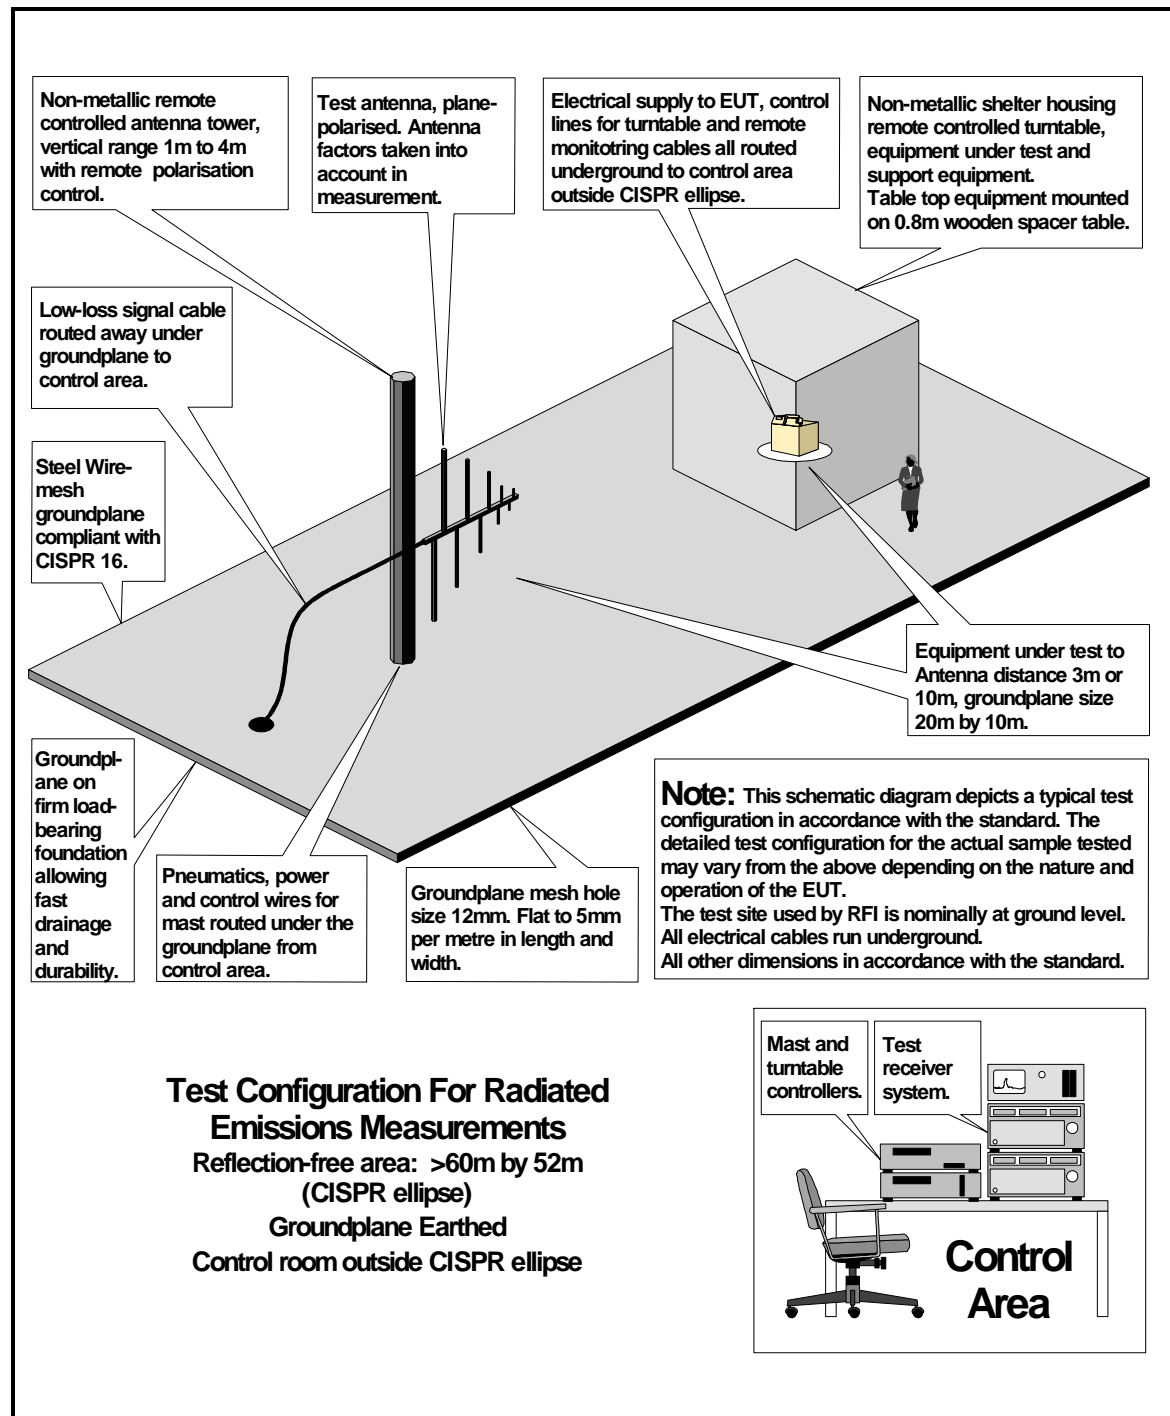 Non-metallic remote
controlled antenna tower,
vertical range 1m to 4m
with remote polarisation
control.
Test antenna, plane-
polarised. Antenna
factors taken into
account in
measurement.
Electrical supply to EUT, control
lines for turntable and remote
monitotring cables all routed
underground to control area
outside CISPR ellipse.
Non-metallic shelter housing
remote controlled turntable,
equipment under test and
support equipment.
Table top equipment mounted
on 0.8m wooden spacer table.
Low-loss signal cable
routed away under
groundplane to
control area.
Steel Wire-
mesh
groundplane
compliant with
CISPR 16.
Equipment under test to
Antenna distance 3m or
10m, groundplane size
20m by 10m.
Groundpl-
ane on
firm load-
bearing
foundation
allowing
fast
drainage
and
durability.
Pneumatics, power
and control wires for
mast routed under the
groundplane from
control area.
Groundplane mesh hole
size 12mm. Flat to 5mm
per metre in length and
width.
Note: This schematic diagram depicts a typical test
configuration in accordance with the standard. The
detailed test configuration for the actual sample tested
may vary from the above depending on the nature and
operation of the EUT.
The test site used by RFI is nominally at ground level.
All electrical cables run underground.
All other dimensions in accordance with the standard.
Test Configuration For Radiated
Emissions Measurements
Reflection-free area: >60m by 52m
(CISPR ellipse)
Groundplane Earthed
Control room outside CISPR ellipse
Mast and
turntable
controllers.
Test
receiver
system.
Control
Area